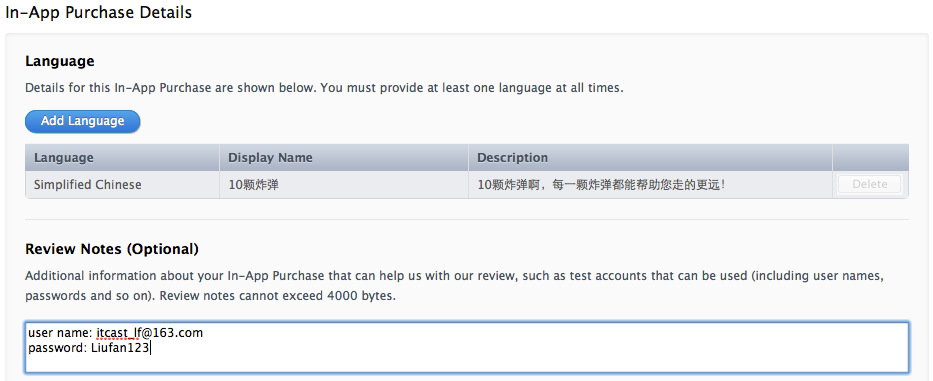 In-App Purchase Details
Language
Details for this In-App Purchase are shown below. You must provide at least one language at all times.
Add Language
Language Display Name Description
Simplified Chinese 10颗炸弹 10颗炸弹啊，每一颗炸弹都能帮助您走的更远！ Delete
Review Notes (Optional)
Additional information about your In-App Purchase that can help us with our review, such as test accounts that can be used (including user names,
passwords and so on). Review notes cannot exceed 4000 bytes.
user name: itcast_lf@163.com
password: Liufan123